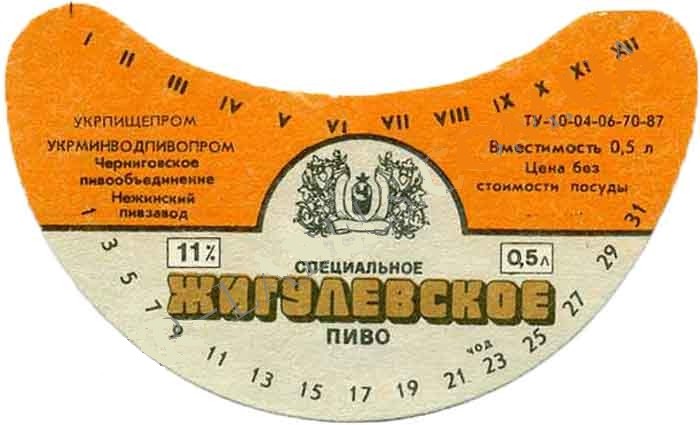 I II III IV V VI VII VIII IX X XI XII
УКРПИЩЕПРОМ
УКРМИНВОДПИВОПРОМ
Черниговское
пивообъединение
Нежинский
пивзавод
ТУ-10-04-06-70-87
Вместимость 0,5 л
Цена без
стоимости посуды
11%
0,5л
СПЕЦИАЛЬНОЕ
ЖИГУЛЕВСКОЕ
ПИВО
1 3 5 7 9 11 13 15 17 19 21 23 25 27 29 31